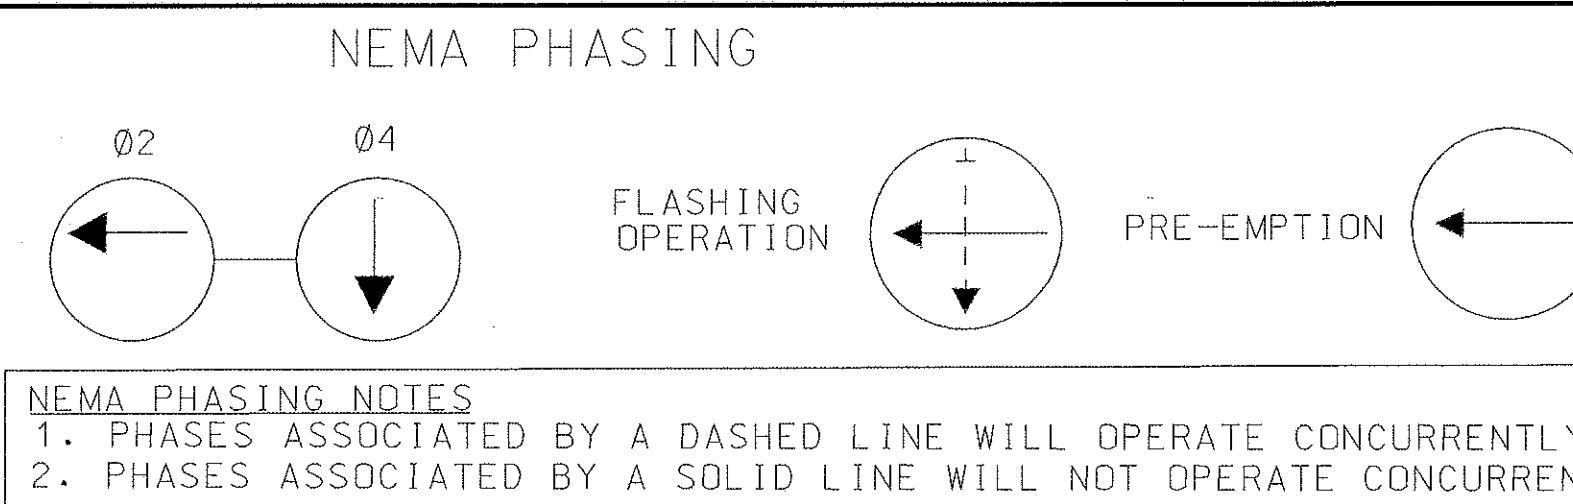 NEMA PHASING
Ø2
Ø4
FLASHING
OPERATION
PRE-EMPTION
NEMA PHASING NOTES
1. PHASES ASSOCIATED BY A DASHED LINE WILL OPERATE CONCURRENTLY
2. PHASES ASSOCIATED BY A SOLID LINE WILL NOT OPERATE CONCURREN